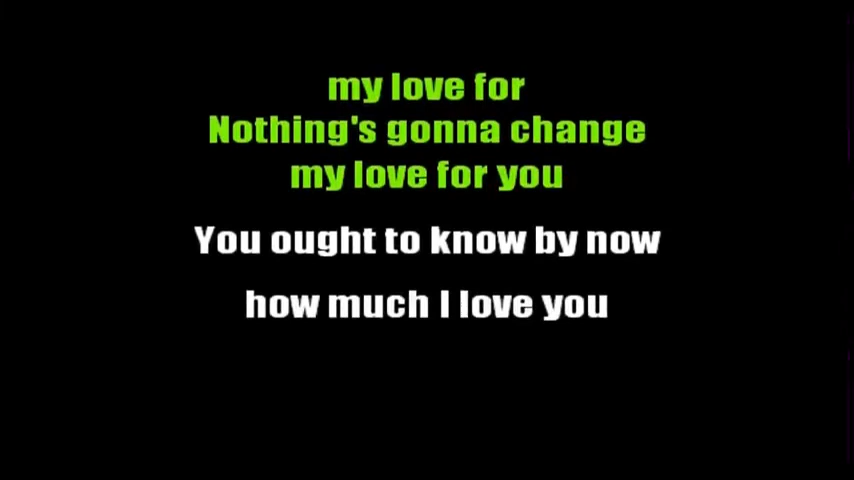 my love for
Nothing's gonna change
my love for you
You ought to know by now
how much I love you